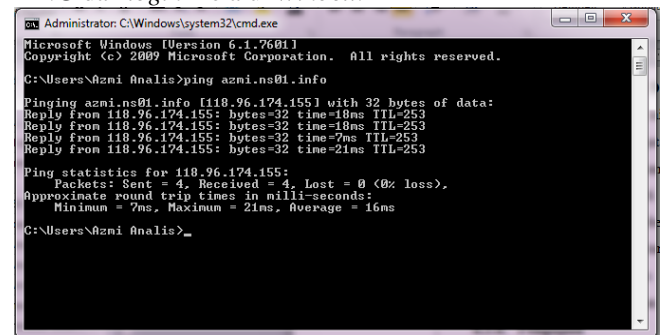 Administrator: C:\Windows\system32\cmd.exe
Microsoft Windows [Version 6.1.7601]
Copyright (c) 2009 Microsoft Corporation.  All rights reserved.
C:\Users\Azmi Analis>ping azmi.ns01.info
Pinging azmi.ns01.info [118.96.174.155] with 32 bytes of data:
Reply from 118.96.174.155: bytes=32 time=18ms TTL=253
Reply from 118.96.174.155: bytes=32 time=18ms TTL=253
Reply from 118.96.174.155: bytes=32 time=7ms TTL=253
Reply from 118.96.174.155: bytes=32 time=21ms TTL=253
Ping statistics for 118.96.174.155:
    Packets: Sent = 4, Received = 4, Lost = 0 (0% loss),
Approximate round trip times in milli-seconds:
    Minimum = 7ms, Maximum = 21ms, Average = 16ms
C:\Users\Azmi Analis>_